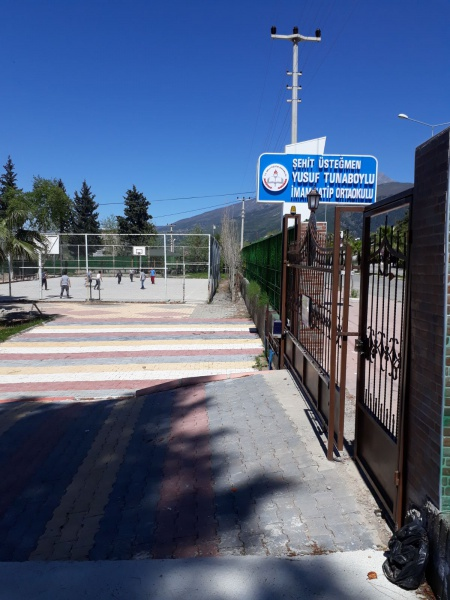 ŞEHİT ÜSTEĞMEN
YUSUF TUNABOYLU
İMAM HATİP ORTAOKULU